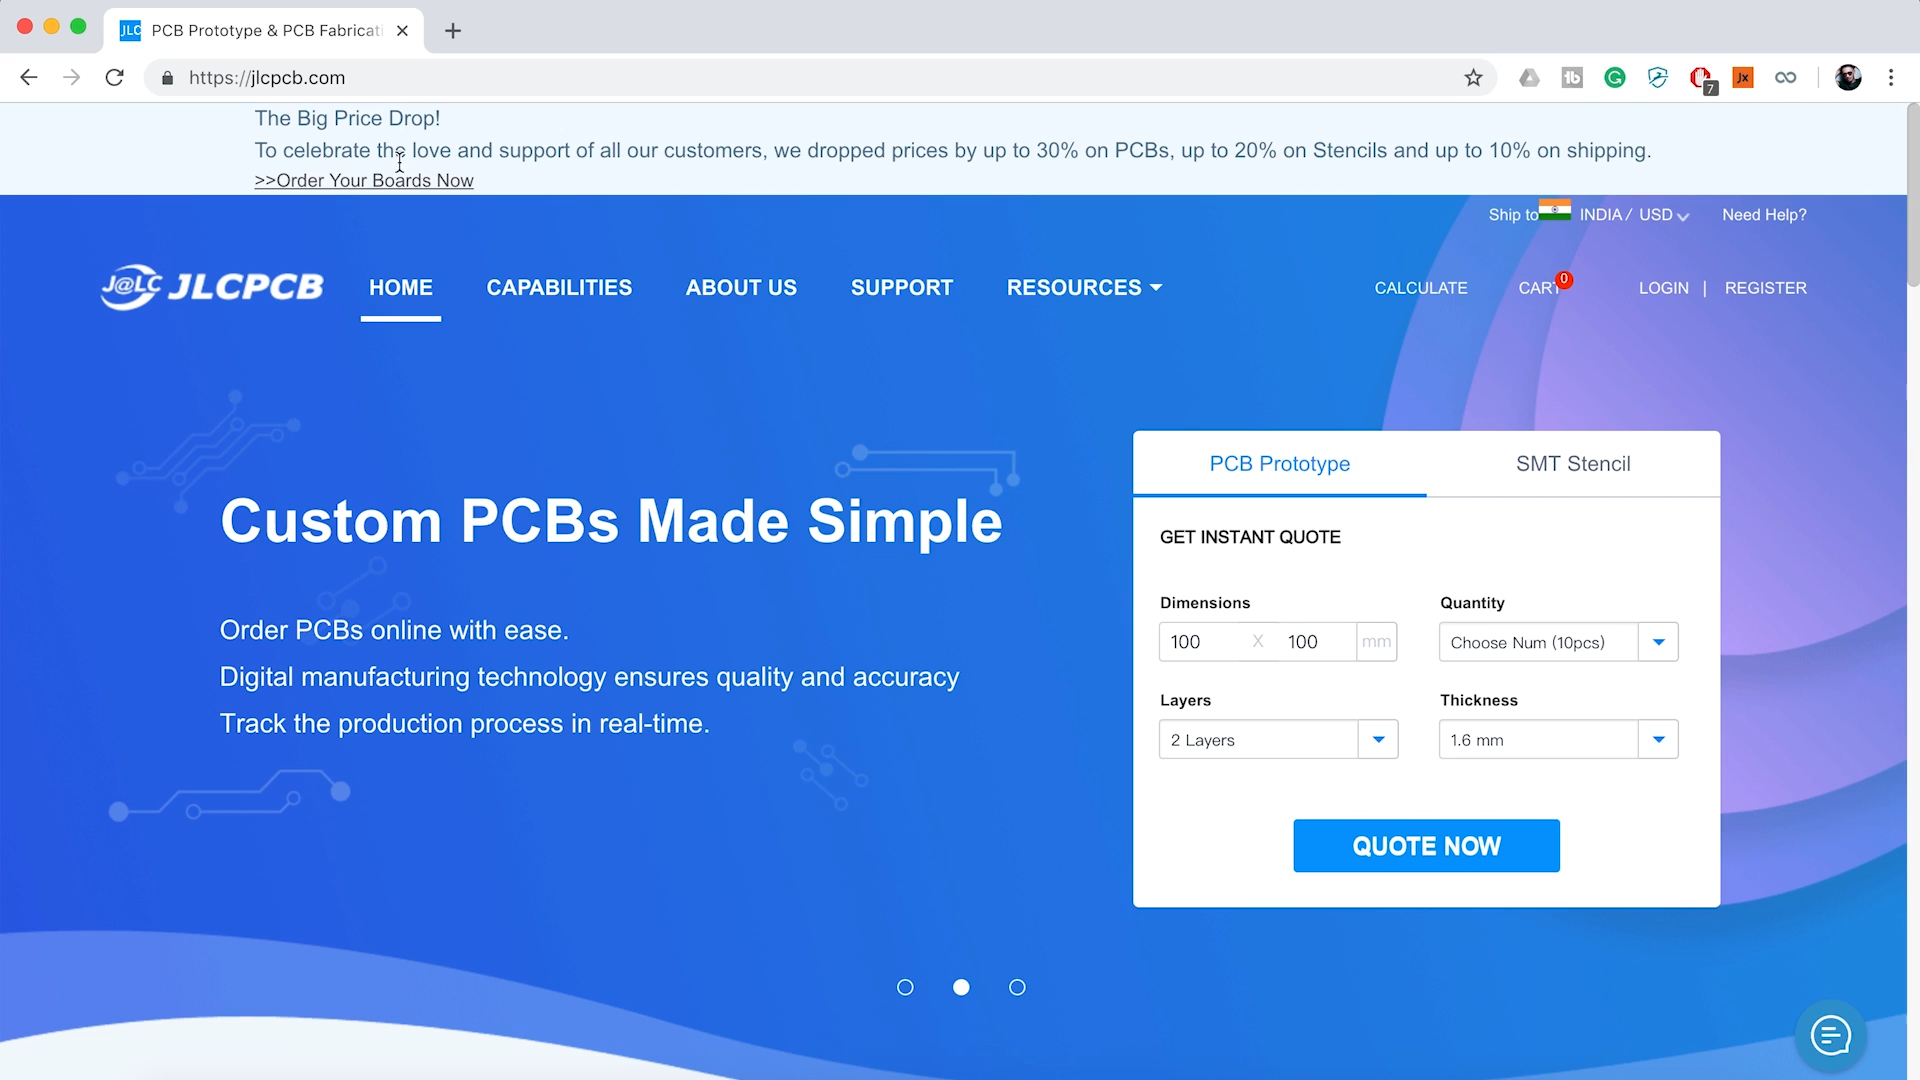 JLC PCB Prototype & PCB Fabricati
https://jlcpcb.com
7
Jx
The Big Price Drop!
To celebrate the love and support of all our customers, we dropped prices by up to 30% on PCBs, up to 20% on Stencils and up to 10% on shipping.
>>Order Your Boards Now
Ship to INDIA / USD Need Help?
J@LC JLCPCB HOME CAPABILITIES ABOUT US SUPPORT RESOURCES CALCULATE CART 0 LOGIN | REGISTER
Custom PCBs Made Simple
Order PCBs online with ease.
Digital manufacturing technology ensures quality and accuracy
Track the production process in real-time.
PCB Prototype SMT Stencil
GET INSTANT QUOTE
Dimensions Quantity
100 X 100 mm Choose Num (10pcs)
Layers Thickness
2 Layers 1.6 mm
QUOTE NOW